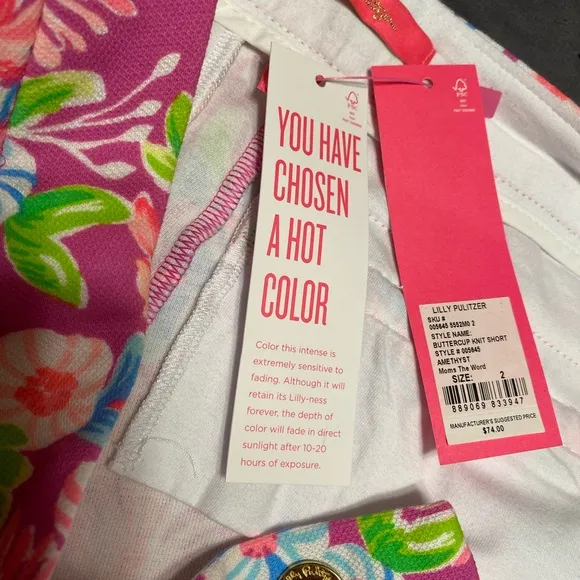 YOU HAVE
CHOSEN
A HOT
COLOR
Color this intense is
extremely sensitive to
fading. Although it will
retain its Lilly-ness
forever, the depth of
color will fade in direct
sunlight after 10-20
hours of exposure.
FSC
FSC
LILLY PULITZER
SKU #
005645 5552M0 2
STYLE NAME:
BUTTERCUP KNIT SHORT
STYLE # 005645
AMETHYST
Moms The Word
SIZE: 2
889069 833947
MANUFACTURER'S SUGGESTED PRICE
$74.00